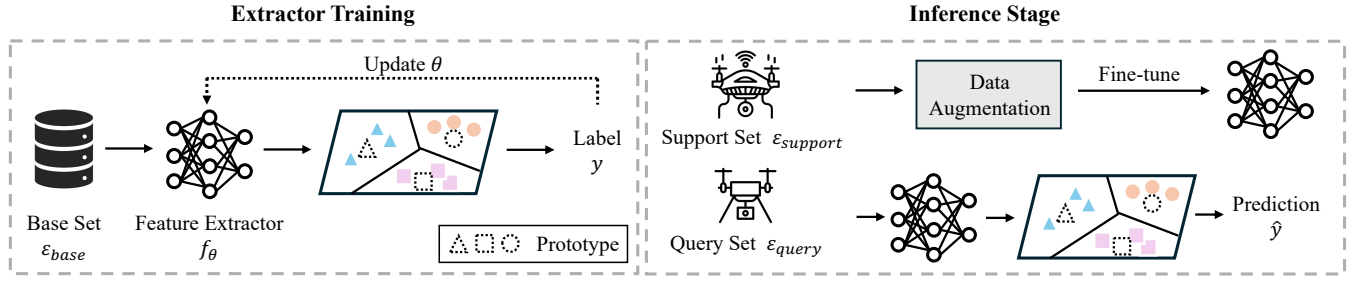 Extractor Training
Update θ
Label
y
Base Set
ε_base
Feature Extractor
f_θ
Prototype
Inference Stage
Data
Augmentation
Fine-tune
Support Set ε_support
Query Set ε_query
Prediction
ŷ